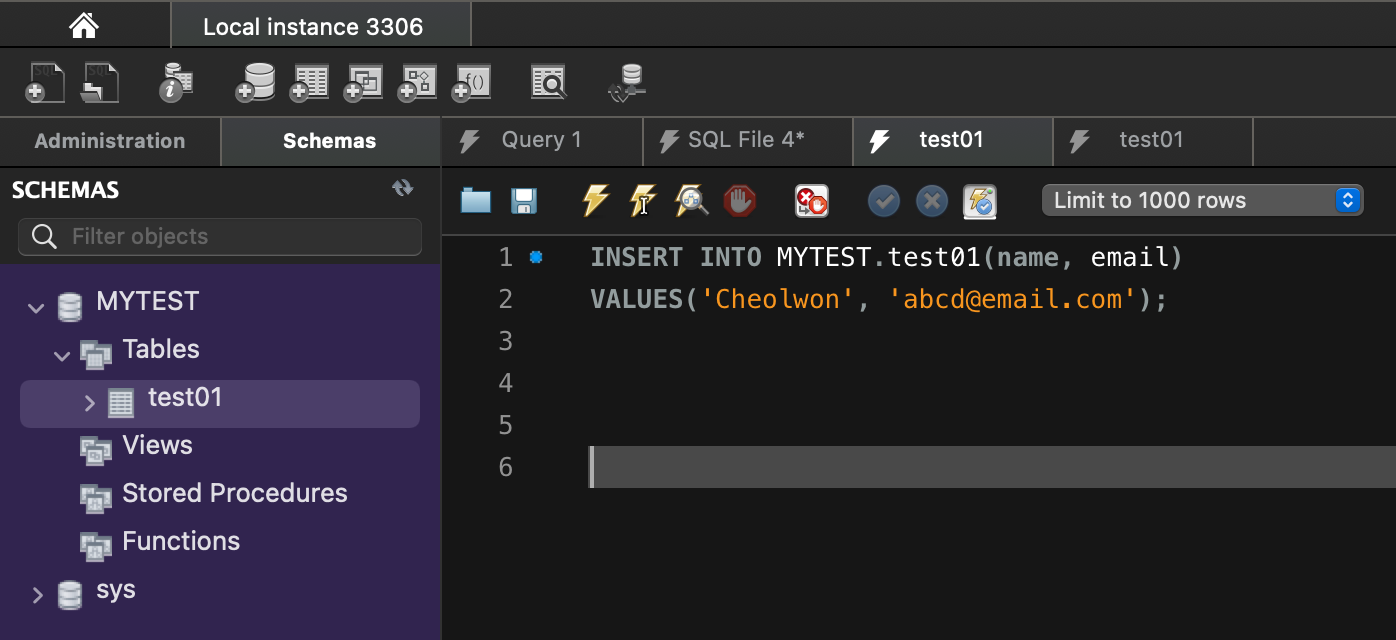 Local instance 3306
SQL SQL
i f()
Administration Schemas Query 1 SQL File 4* test01 test01
SCHEMAS
Limit to 1000 rows
Filter objects
1 INSERT INTO MYTEST.test01(name, email)
2 VALUES('Cheolwon', 'abcd@email.com');
3
4
5
6
MYTEST
Tables
test01
Views
Stored Procedures
Functions
sys